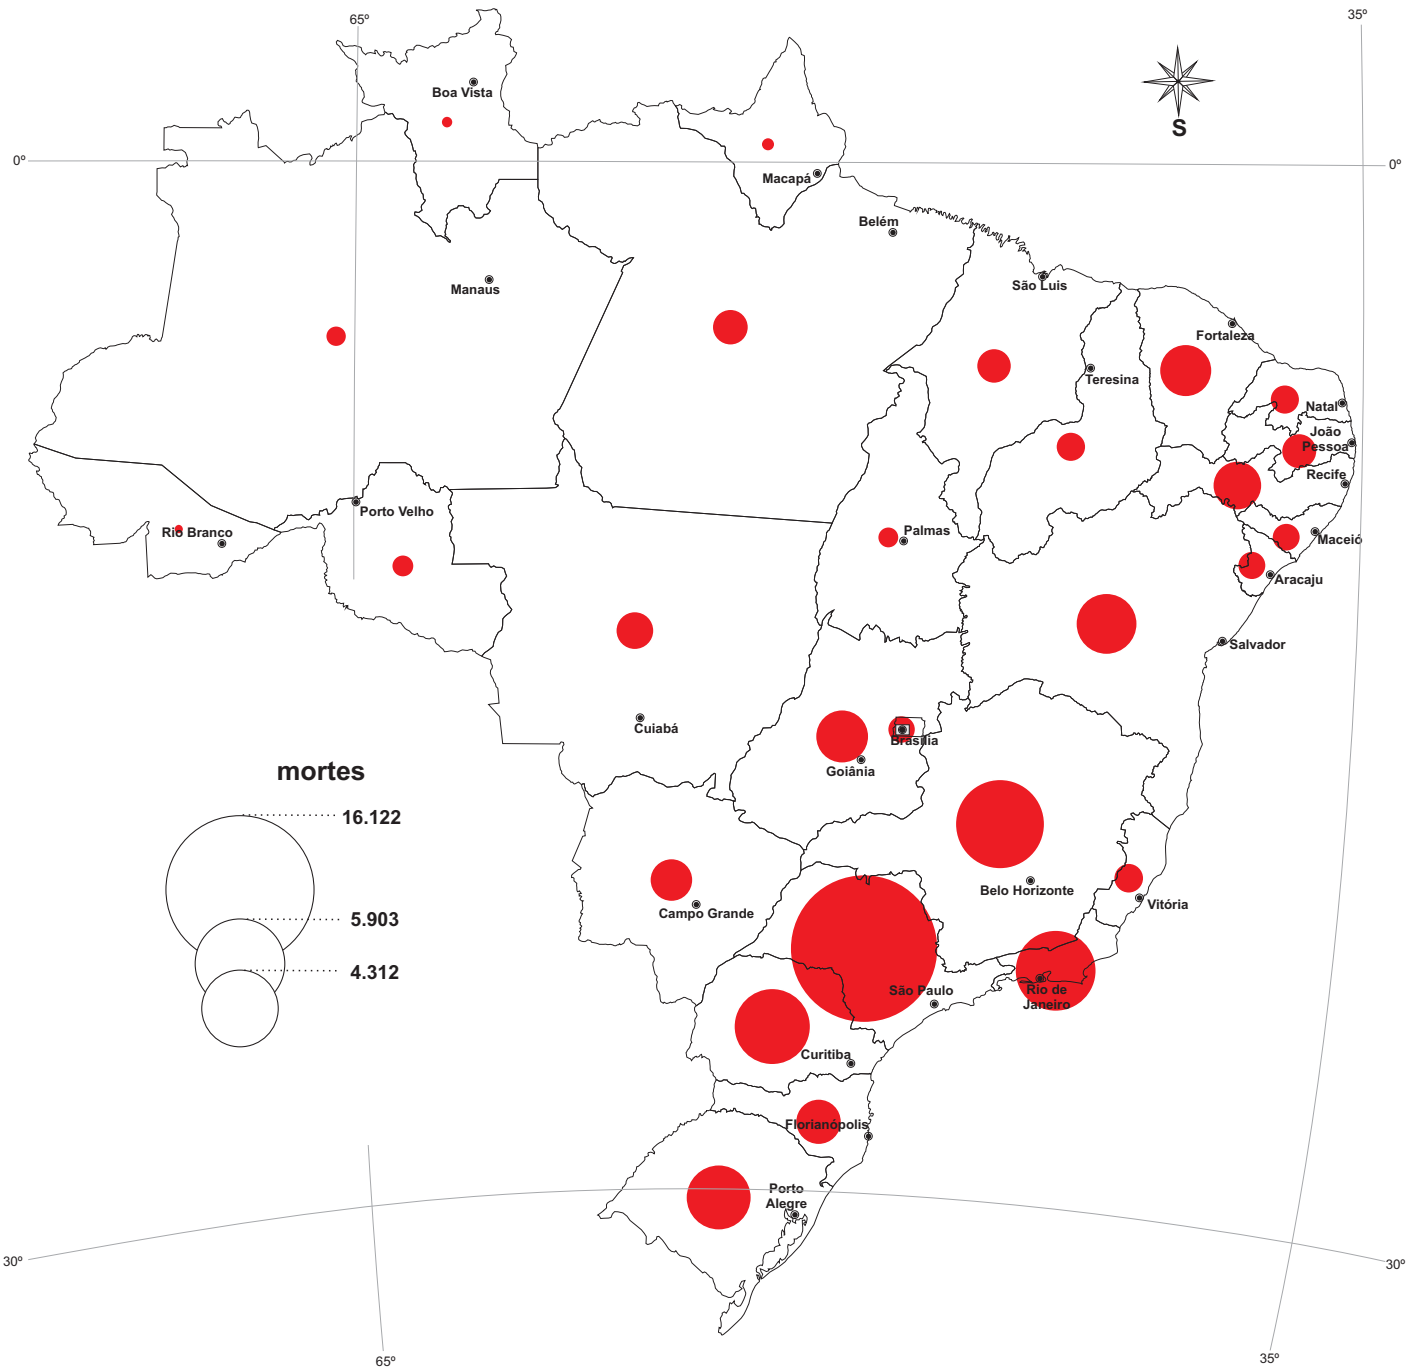 65º
35º
Boa Vista
S
0º
0º
Macapá
Belém
Manaus
São Luis
Fortaleza
Teresina
Natal
João
Pessoa
Recife
Porto Velho
Rio Branco
Palmas
Maceió
Aracaju
Salvador
Cuiabá
Brasília
Goiânia
mortes
16.122
5.903
4.312
Belo Horizonte
Vitória
Campo Grande
São Paulo
Rio de
Janeiro
Curitiba
Florianópolis
Porto
Alegre
30º
30º
65º
35º